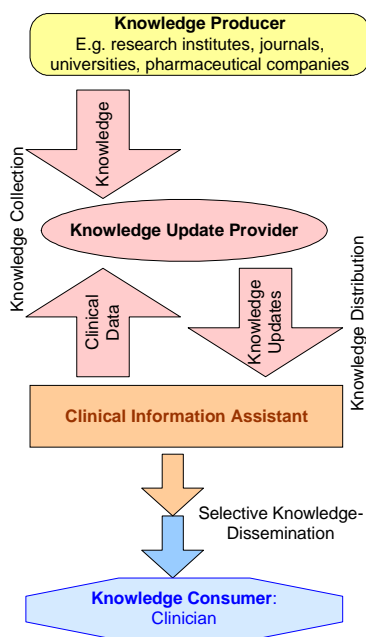 Knowledge Producer
E.g. research institutes, journals,
universities, pharmaceutical companies
Knowledge
Knowledge Collection
Knowledge Update Provider
Clinical
Data
Knowledge
Updates
Knowledge Distribution
Clinical Information Assistant
Selective Knowledge-
Dissemination
Knowledge Consumer:
Clinician